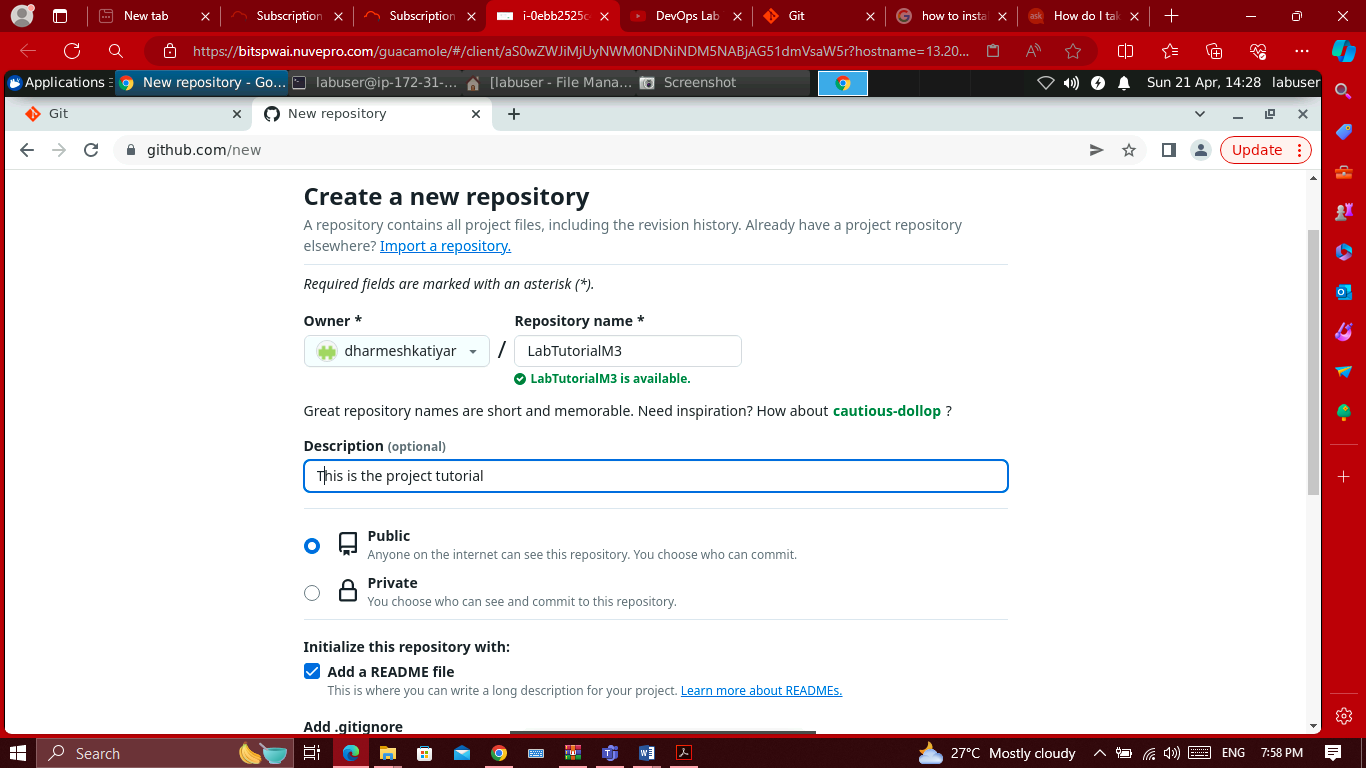 New tab
Subscription
Subscription
i-0ebb2525c
DevOps Lab
Git
how to insta
How do I tak
https://bitspwai.nuvepro.com/guacamole/#/client/aS0wZWJiMjUyNWM0NDNiNDM5NABjAG51dmVsaW5r?hostname=13.20...
Applications
New repository - Go...
labuser@ip-172-31-...
[labuser - File Mana...
Screenshot
Sun 21 Apr, 14:28
labuser
Git
New repository
github.com/new
Update
Create a new repository
A repository contains all project files, including the revision history. Already have a project repository
elsewhere? Import a repository.
Required fields are marked with an asterisk (*).
Owner *
Repository name *
dharmeshkatiyar
/
LabTutorialM3
LabTutorialM3 is available.
Great repository names are short and memorable. Need inspiration? How about cautious-dollop ?
Description (optional)
This is the project tutorial
Public
Anyone on the internet can see this repository. You choose who can commit.
Private
You choose who can see and commit to this repository.
Initialize this repository with:
Add a README file
This is where you can write a long description for your project. Learn more about READMEs.
Add .gitignore
Search
27°C Mostly cloudy
ENG
7:58 PM